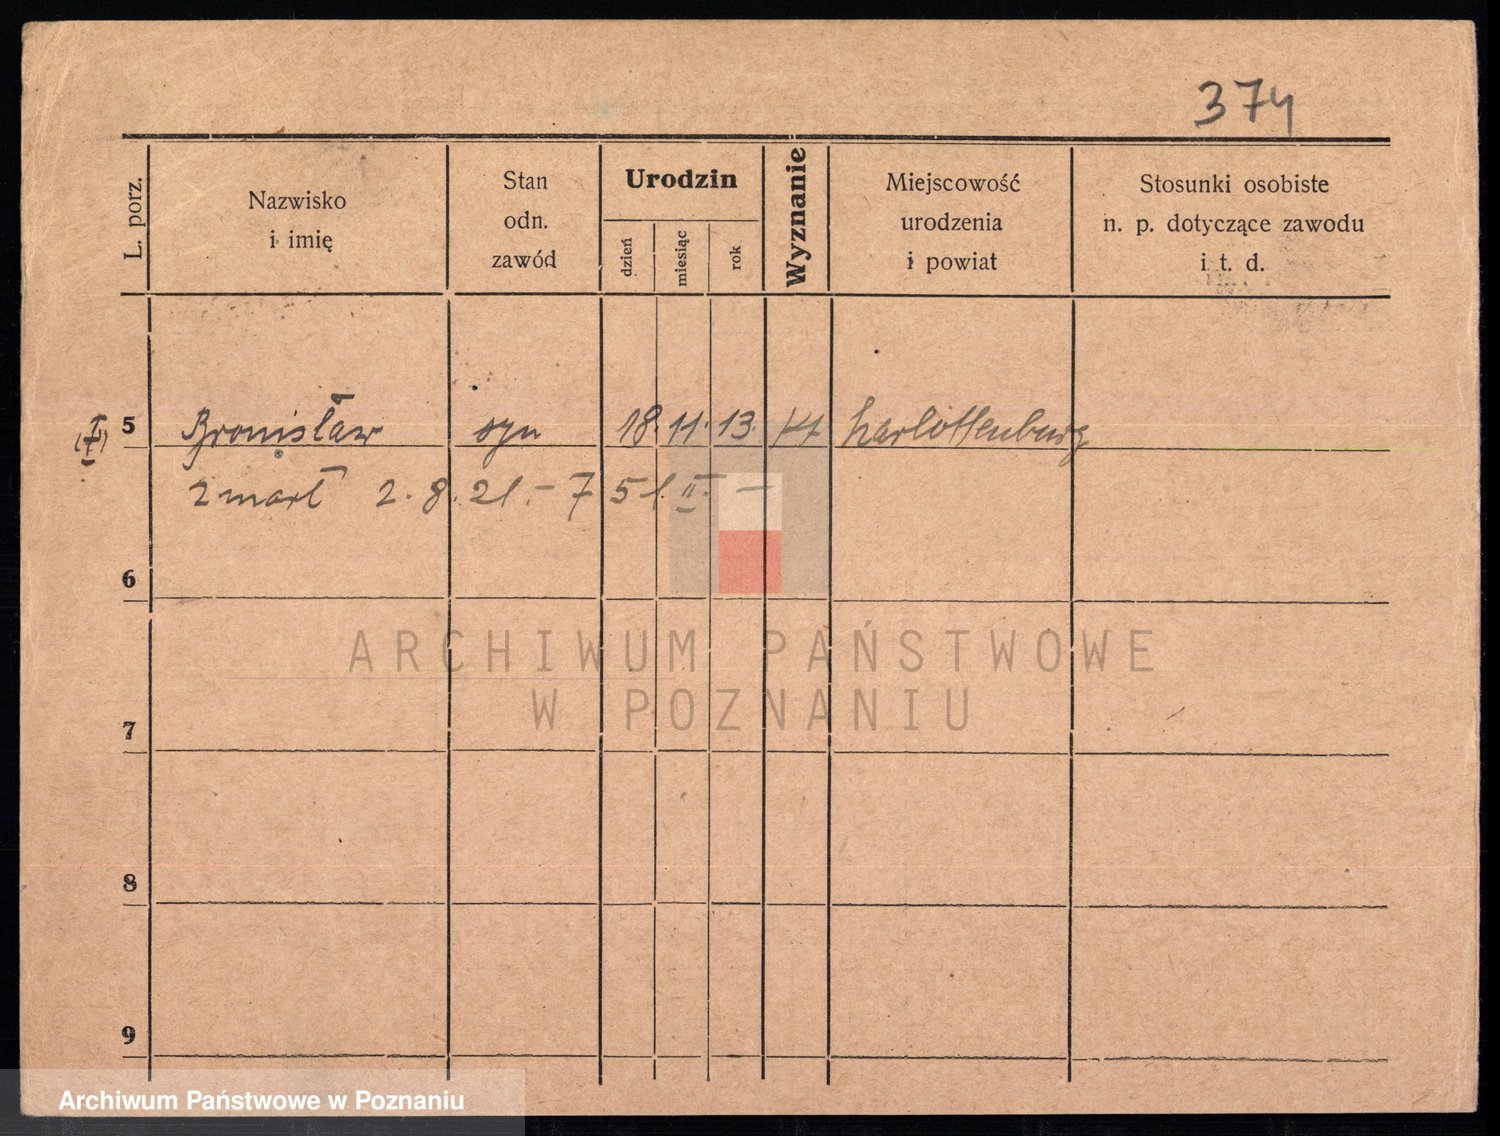 374
L. porz.
Nazwisko
i imię
Stan
odn.
zawód
Urodzin
dzień
miesiąc
rok
Wyznanie
Miejscowość
urodzenia
i powiat
Stosunki osobiste
n. p. dotyczące zawodu
i t. d.
5 Bronisław syn 18. 11. 13. kt Charlottenburg
zmarł 2. 8. 21. – 751. II. –
6
7
8
9
ARCHIWUM PAŃSTWOWE
W POZNANIU
Archiwum Państwowe w Poznaniu